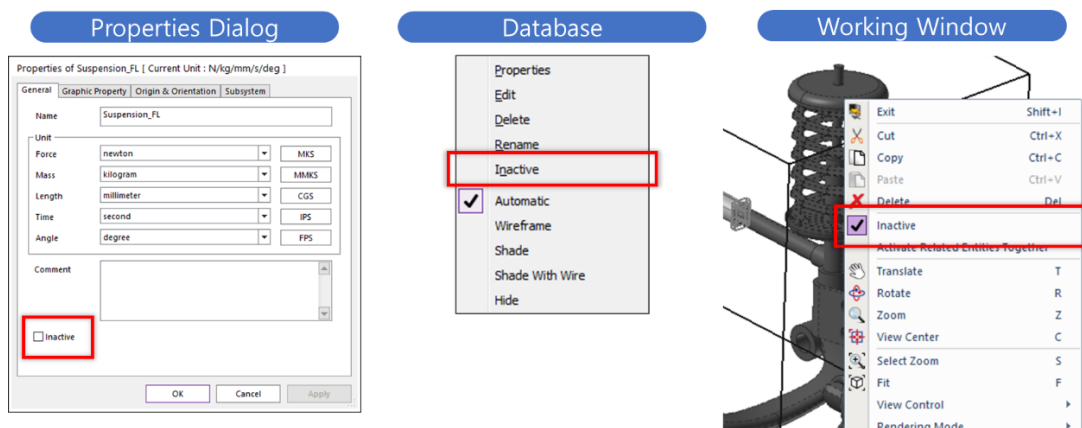 Properties Dialog
Database
Working Window
Properties of Suspension_FL [ Current Unit : N/kg/mm/s/deg ]
General Graphic Property Origin & Orientation Subsystem
Name Suspension_FL
Unit
Force newton MKS
Mass kilogram MMKS
Length millimeter CGS
Time second IPS
Angle degree FPS
Comment
Inactive
OK Cancel Apply
Properties
Edit
Delete
Rename
Inactive
Automatic
Wireframe
Shade
Shade With Wire
Hide
Exit Shift+I
Cut Ctrl+X
Copy Ctrl+C
Paste Ctrl+V
Delete Del
Inactive
Activate Related Entities Together
Translate T
Rotate R
Zoom Z
View Center C
Select Zoom S
Fit F
View Control
Rendering Mode